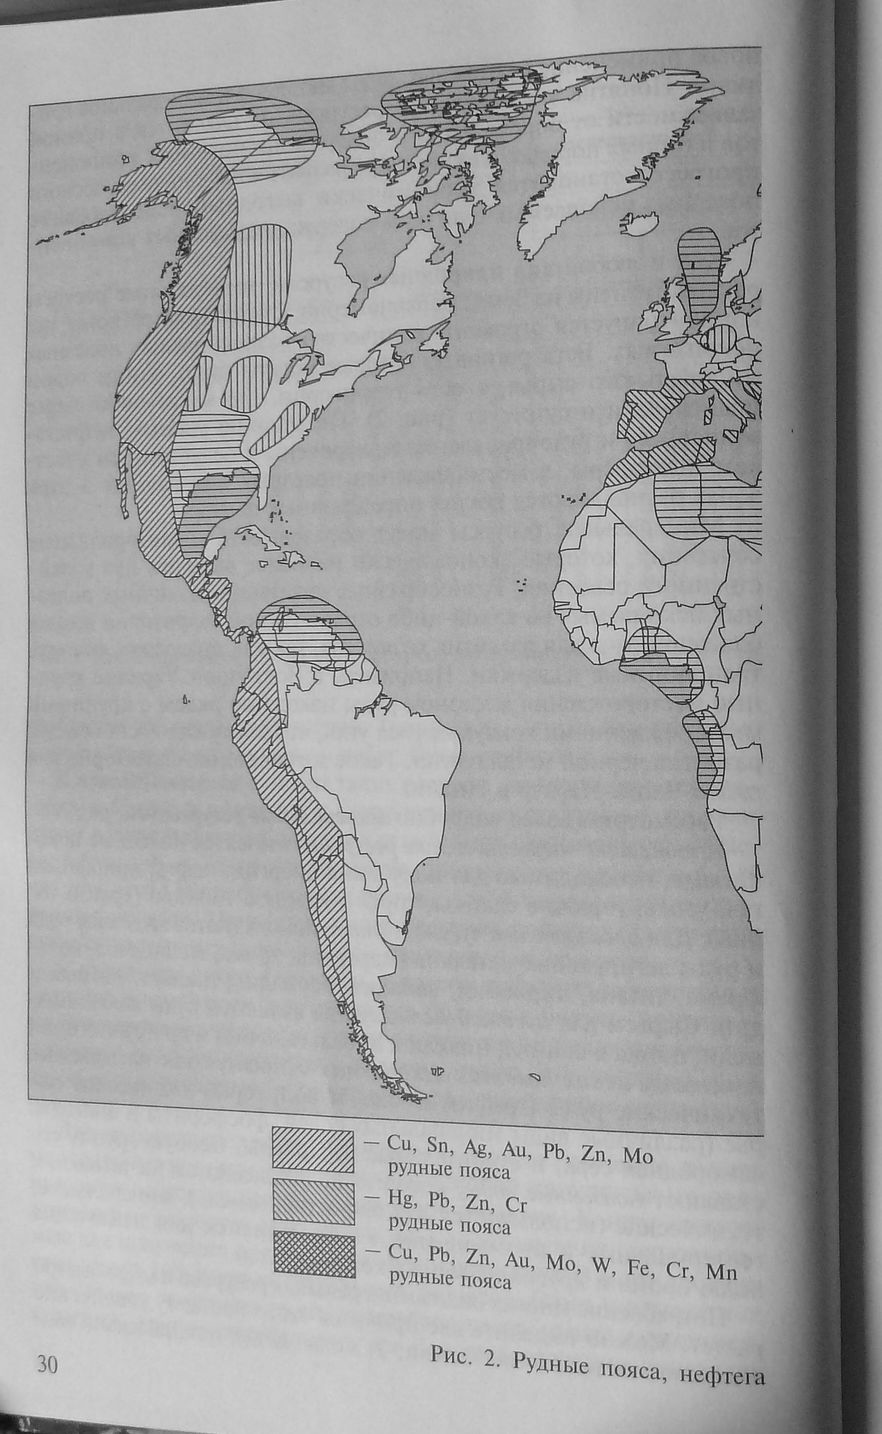 — Cu, Sn, Ag, Au, Pb, Zn, Mo
рудные пояса
— Hg, Pb, Zn, Cr
рудные пояса
— Cu, Pb, Zn, Au, Mo, W, Fe, Cr, Mn
рудные пояса
30
Рис. 2. Рудные пояса, нефтега